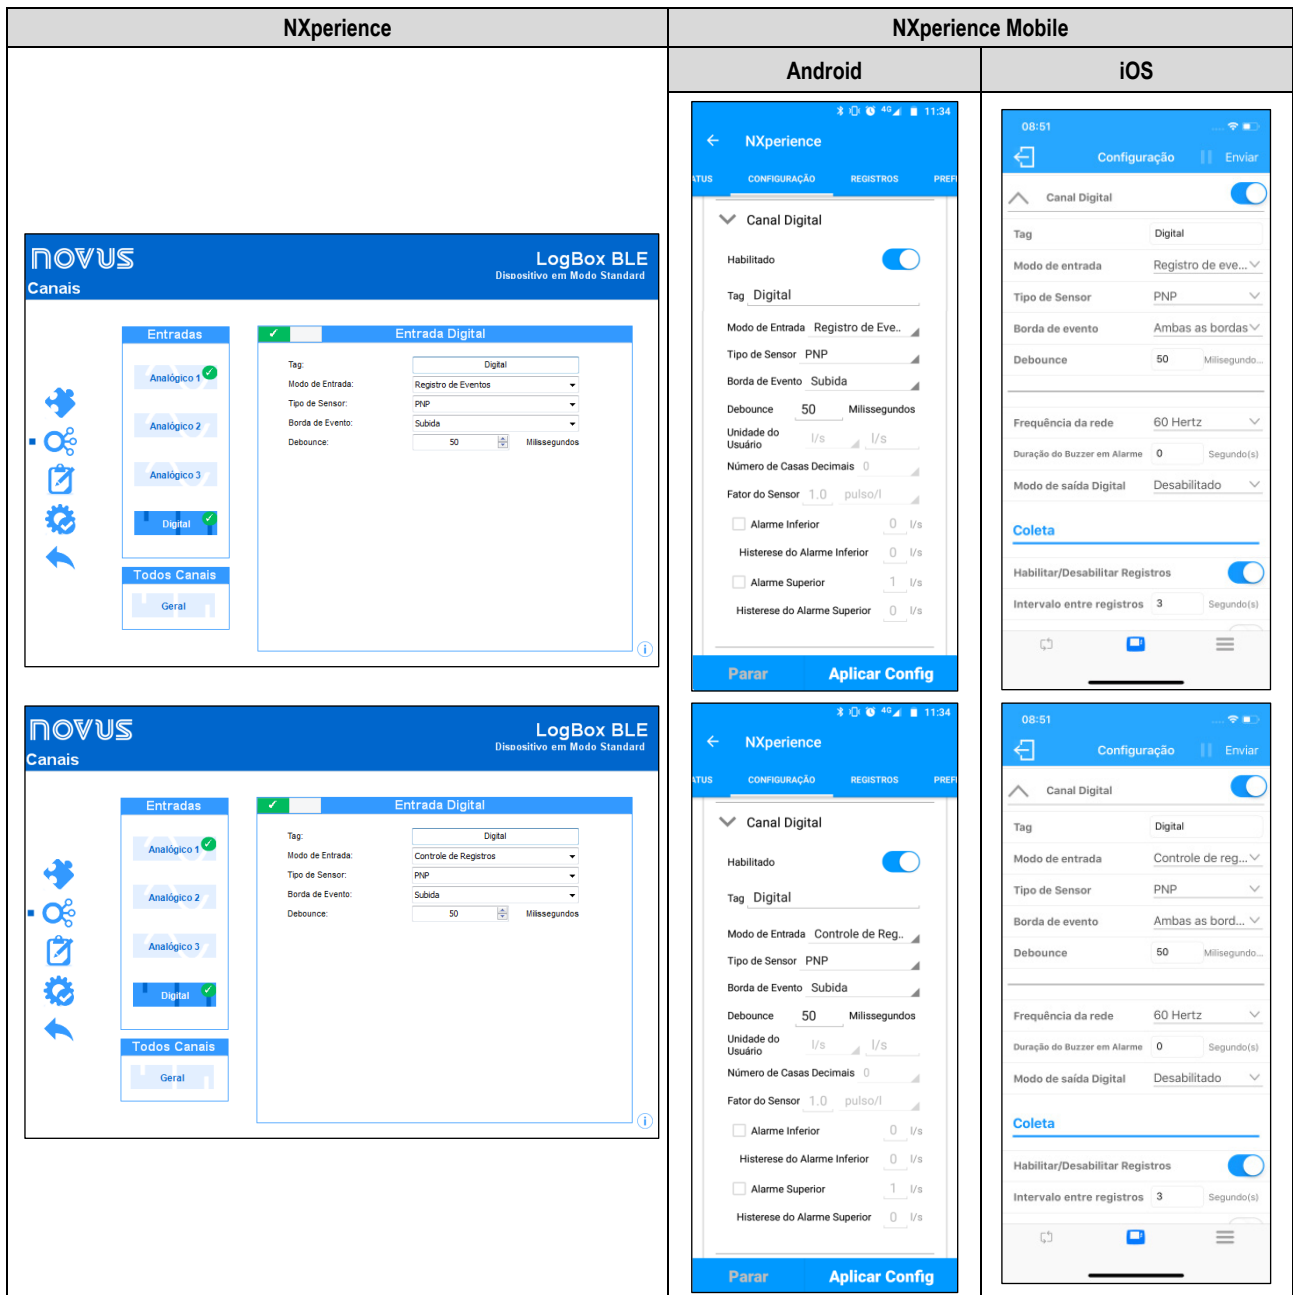 NXperience
NXperience Mobile
Android
iOS
novus
LogBox BLE
Dispositivo em Modo Standard
Canais
Entradas
Analógico 1
Analógico 2
Analógico 3
Digital
Todos Canais
Geral
Entrada Digital
Tag: Digital
Modo de Entrada: Registro de Eventos
Tipo de Sensor: PNP
Borda de Evento: Subida
Debounce: 50 Milissegundos
4G 11:34
NXperience
ATUS CONFIGURAÇÃO REGISTROS PREF
Canal Digital
Habilitado
Tag Digital
Modo de Entrada Registro de Eve..
Tipo de Sensor PNP
Borda de Evento Subida
Debounce 50 Milissegundos
Unidade do Usuário l/s l/s
Número de Casas Decimais 0
Fator do Sensor 1.0 pulso/l
Alarme Inferior 0 l/s
Histerese do Alarme Inferior 0 l/s
Alarme Superior 1 l/s
Histerese do Alarme Superior 0 l/s
Parar Aplicar Config
08:51
Configuração Enviar
Canal Digital
Tag Digital
Modo de entrada Registro de eve...
Tipo de Sensor PNP
Borda de evento Ambas as bordas
Debounce 50 Milisegundo...
Frequência da rede 60 Hertz
Duração do Buzzer em Alarme 0 Segundo(s)
Modo de saída Digital Desabilitado
Coleta
Habilitar/Desabilitar Registros
Intervalo entre registros 3 Segundo(s)
novus
LogBox BLE
Dispositivo em Modo Standard
Canais
Entradas
Analógico 1
Analógico 2
Analógico 3
Digital
Todos Canais
Geral
Entrada Digital
Tag: Digital
Modo de Entrada: Controle de Registros
Tipo de Sensor: PNP
Borda de Evento: Subida
Debounce: 50 Milissegundos
4G 11:34
NXperience
ATUS CONFIGURAÇÃO REGISTROS PREF
Canal Digital
Habilitado
Tag Digital
Modo de Entrada Controle de Reg..
Tipo de Sensor PNP
Borda de Evento Subida
Debounce 50 Milissegundos
Unidade do Usuário l/s l/s
Número de Casas Decimais 0
Fator do Sensor 1.0 pulso/l
Alarme Inferior 0 l/s
Histerese do Alarme Inferior 0 l/s
Alarme Superior 1 l/s
Histerese do Alarme Superior 0 l/s
Parar Aplicar Config
08:51
Configuração Enviar
Canal Digital
Tag Digital
Modo de entrada Controle de reg...
Tipo de Sensor PNP
Borda de evento Ambas as bord...
Debounce 50 Milisegundo...
Frequência da rede 60 Hertz
Duração do Buzzer em Alarme 0 Segundo(s)
Modo de saída Digital Desabilitado
Coleta
Habilitar/Desabilitar Registros
Intervalo entre registros 3 Segundo(s)